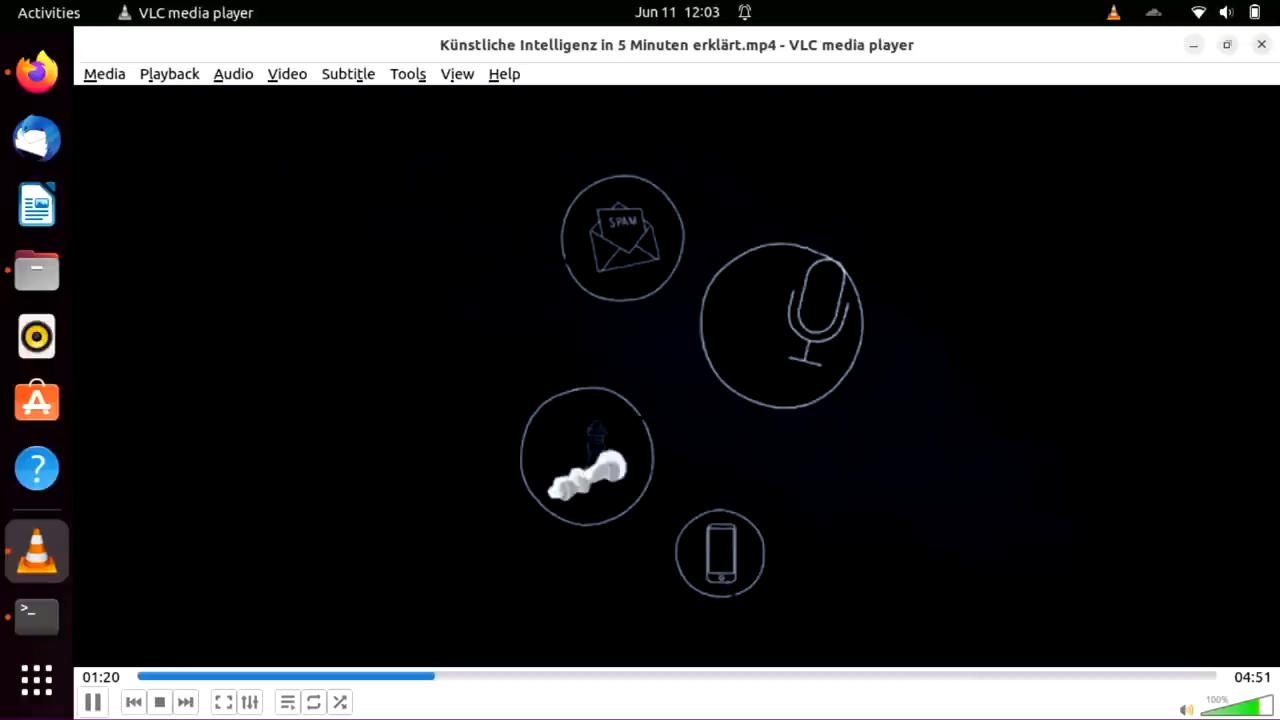 Activities VLC media player Jun 11 12:03
Künstliche Intelligenz in 5 Minuten erklärt.mp4 - VLC media player
Media Playback Audio Video Subtitle Tools View Help
SPAM
01:20 04:51
100%